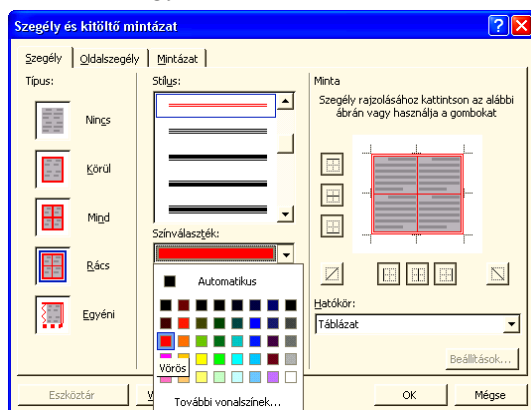 Szegély és kitöltő mintázat
Szegély
Oldalszegély
Mintázat
Típus:
Nincs
Körül
Mind
Rács
Egyéni
Stílus:
Színválaszték:
Automatikus
Vörös
További vonalszínek...
Minta
Szegély rajzolásához kattintson az alábbi
ábrán vagy használja a gombokat
Hatókör:
Táblázat
Beállítások...
Eszköztár
V
OK
Mégse